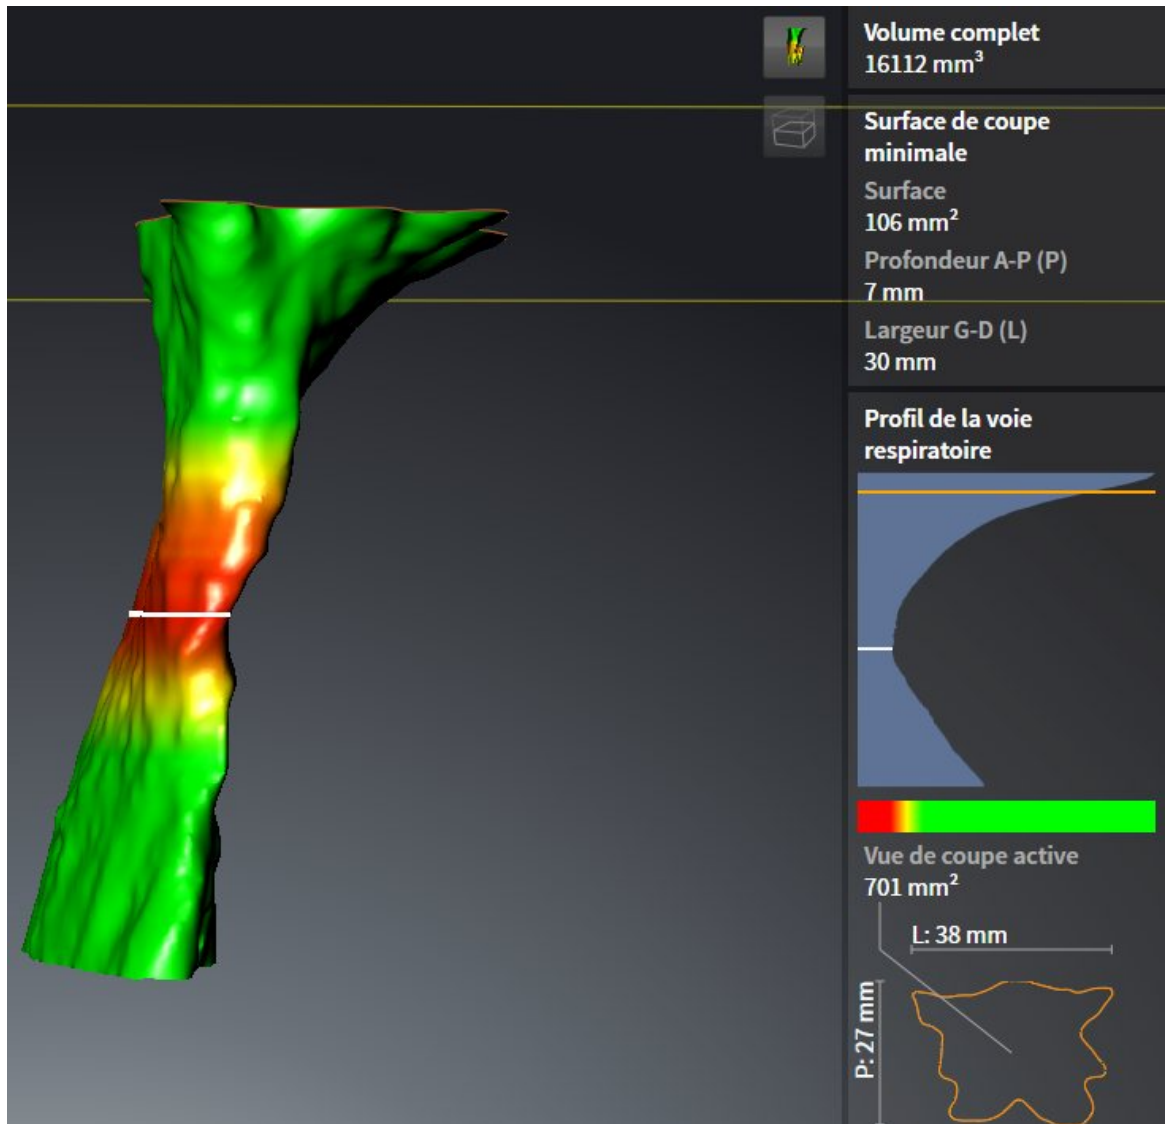 Volume complet
16112 mm³
Surface de coupe
minimale
Surface
106 mm²
Profondeur A-P (P)
7 mm
Largeur G-D (L)
30 mm
Profil de la voie
respiratoire
Vue de coupe active
701 mm²
L: 38 mm
P: 27 mm